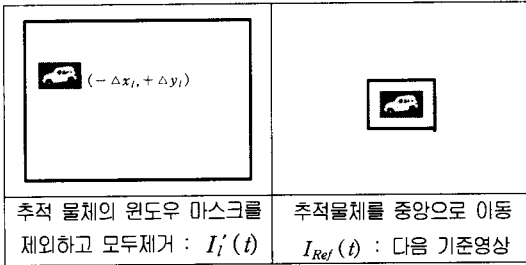 (− △x_l, + △y_l)
추적 물체의 윈도우 마스크를
제외하고 모두제거 : I_l′(t)
추적물체를 중앙으로 이동
I_Ref(t) : 다음 기준영상